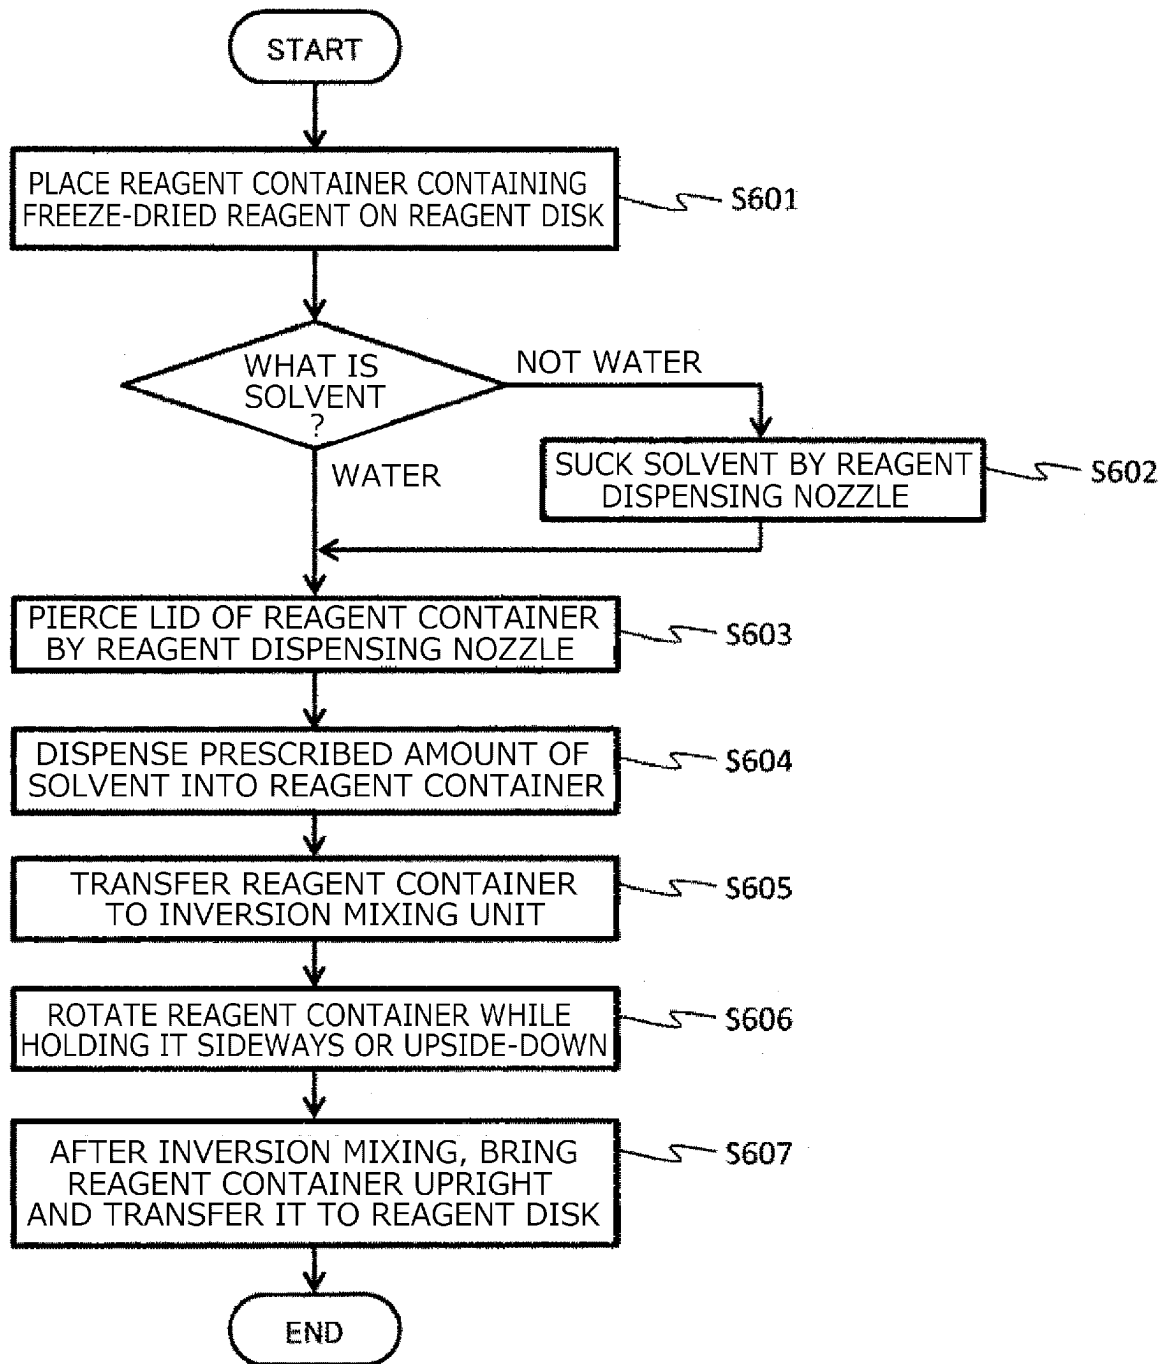 START
PLACE REAGENT CONTAINER CONTAINING
FREEZE-DRIED REAGENT ON REAGENT DISK
S601
WHAT IS
SOLVENT
?
NOT WATER
WATER
SUCK SOLVENT BY REAGENT
DISPENSING NOZZLE
S602
PIERCE LID OF REAGENT CONTAINER
BY REAGENT DISPENSING NOZZLE
S603
DISPENSE PRESCRIBED AMOUNT OF
SOLVENT INTO REAGENT CONTAINER
S604
TRANSFER REAGENT CONTAINER
TO INVERSION MIXING UNIT
S605
ROTATE REAGENT CONTAINER WHILE
HOLDING IT SIDEWAYS OR UPSIDE-DOWN
S606
AFTER INVERSION MIXING, BRING
REAGENT CONTAINER UPRIGHT
AND TRANSFER IT TO REAGENT DISK
S607
END